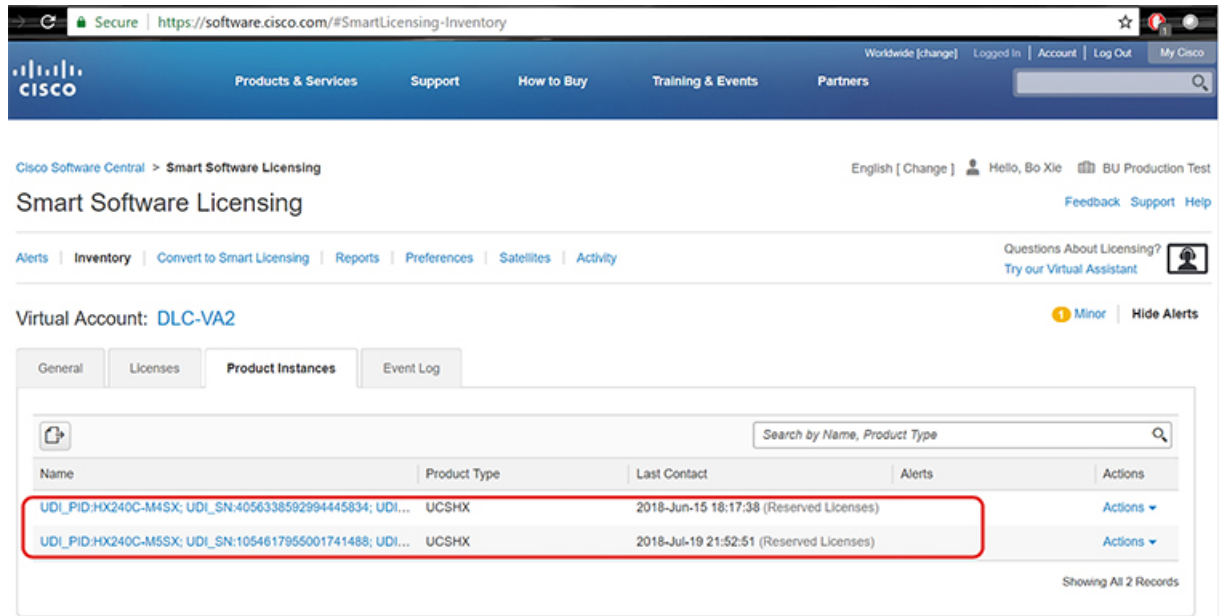 Secure | https://software.cisco.com/#SmartLicensing-Inventory
1
Worldwide [change] Logged In | Account | Log Out My Cisco
CISCO Products & Services Support How to Buy Training & Events Partners
Cisco Software Central > Smart Software Licensing English [ Change ] Hello, Bo Xie BU Production Test
Smart Software Licensing Feedback Support Help
Alerts | Inventory | Convert to Smart Licensing | Reports | Preferences | Satellites | Activity
Questions About Licensing?
Try our Virtual Assistant
Virtual Account: DLC-VA2 1 Minor | Hide Alerts
General Licenses Product Instances Event Log
Search by Name, Product Type
Name Product Type Last Contact Alerts Actions
UDI_PID:HX240C-M4SX; UDI_SN:4056338592994445834; UDI... UCSHX 2018-Jun-15 18:17:38 (Reserved Licenses) Actions
UDI_PID:HX240C-M5SX; UDI_SN:1054617955001741488; UDI... UCSHX 2018-Jul-19 21:52:51 (Reserved Licenses) Actions
Showing All 2 Records